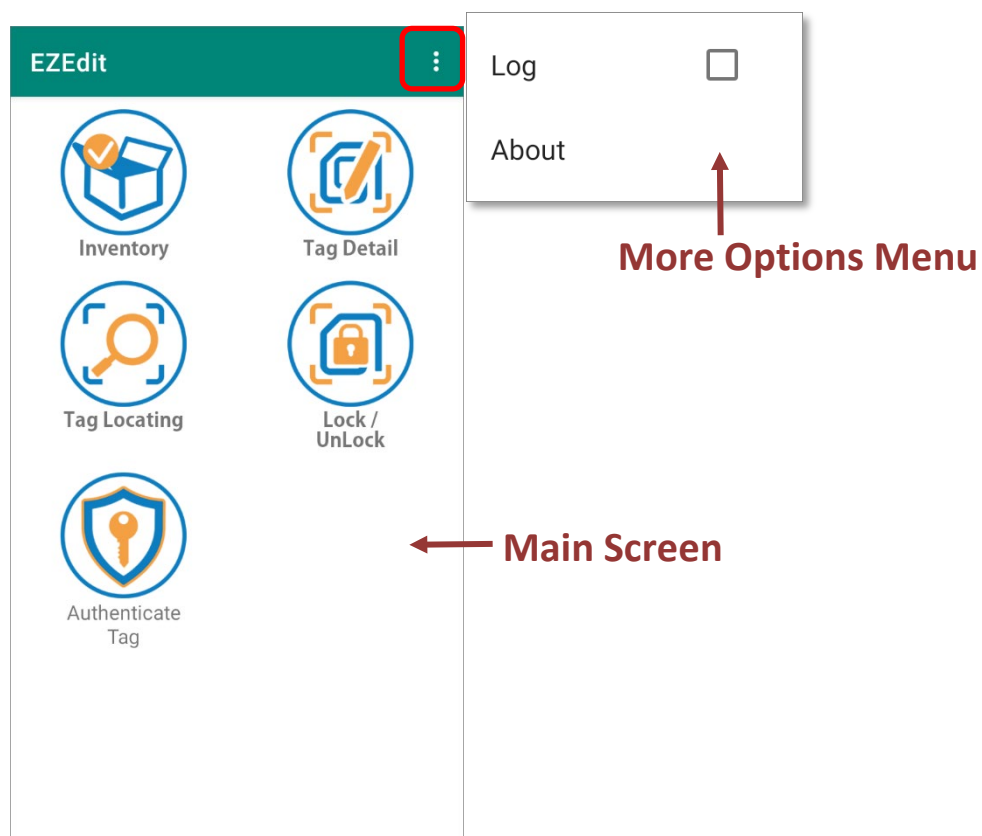 EZEdit
Log
About
More Options Menu
Inventory
Tag Detail
Tag Locating
Lock /
UnLock
Main Screen
Authenticate
Tag